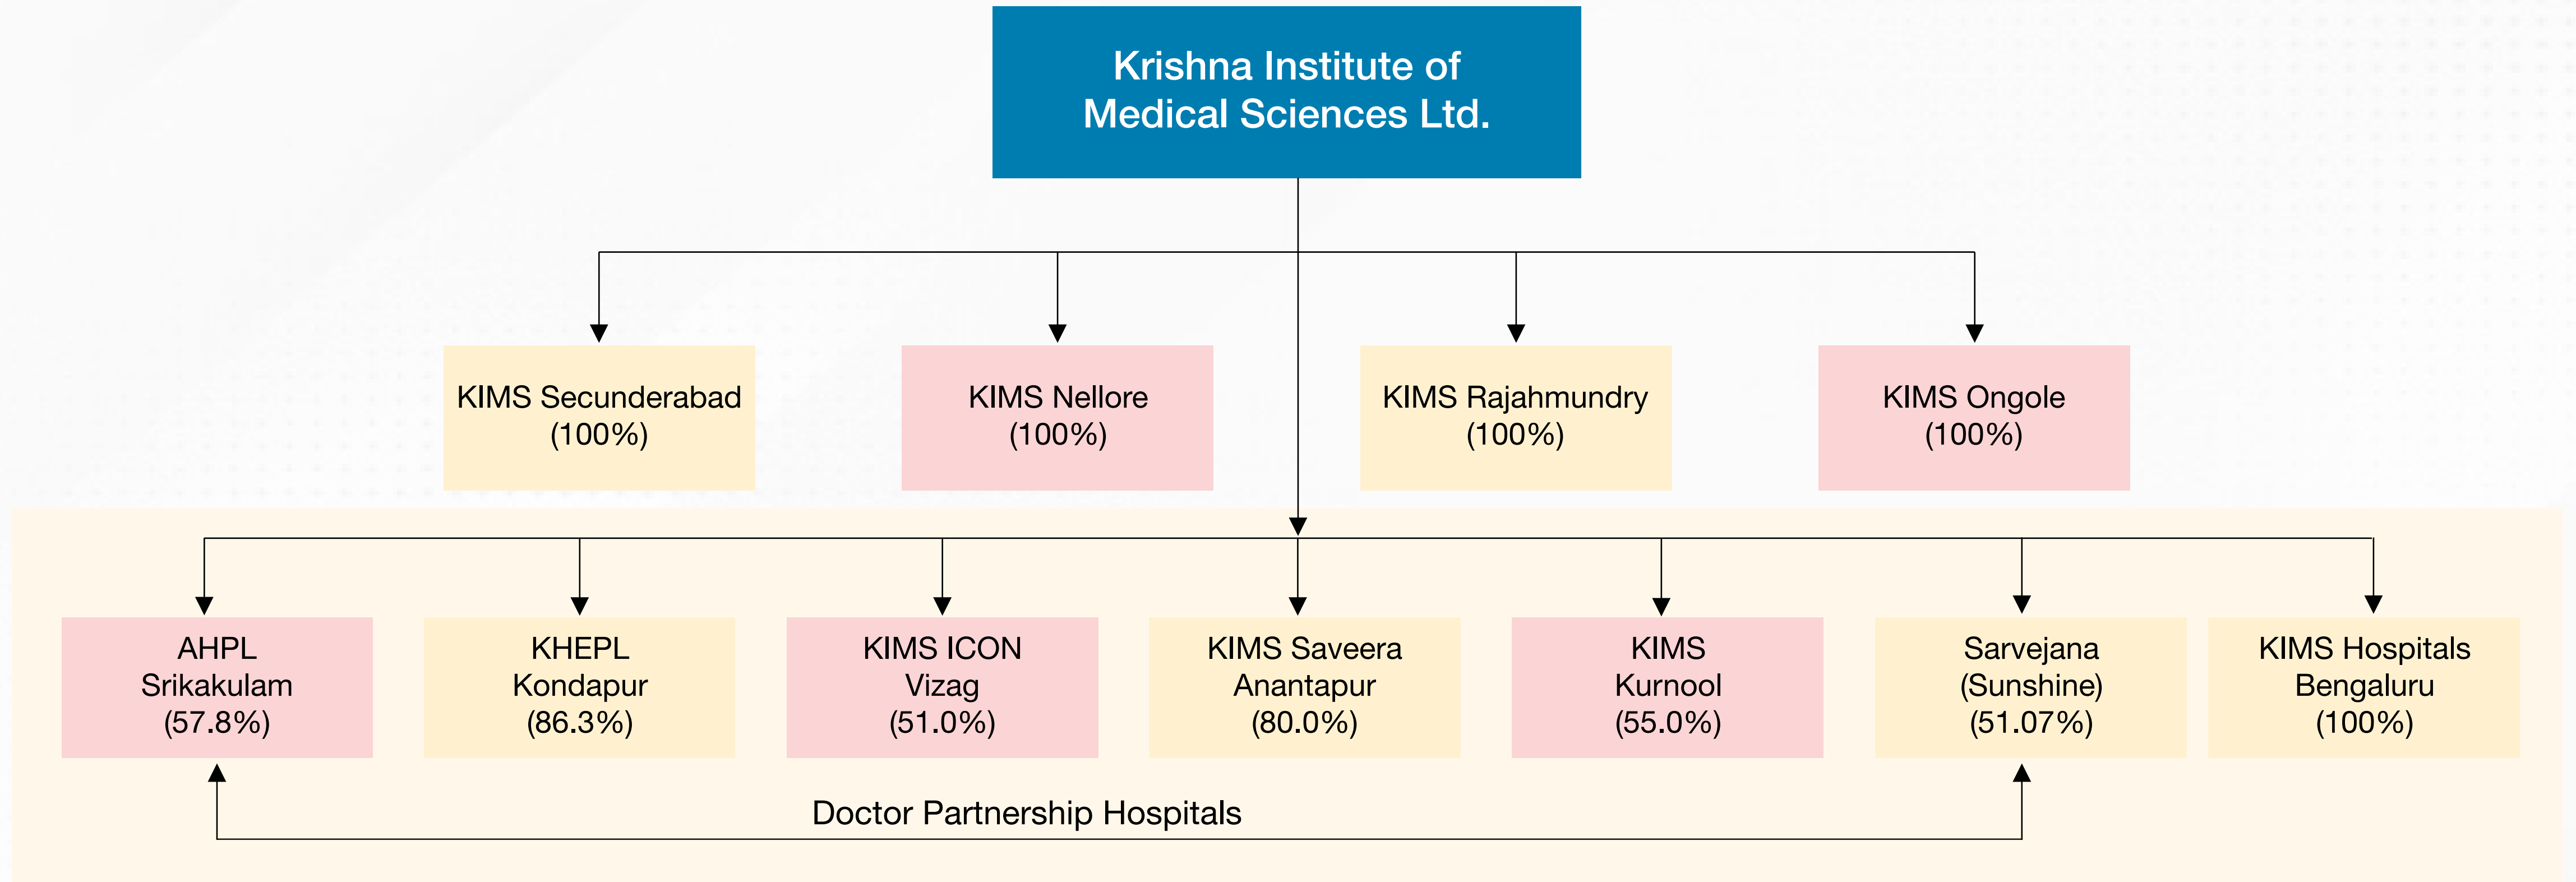 Krishna Institute of
Medical Sciences Ltd.
KIMS Secunderabad
(100%)
KIMS Nellore
(100%)
KIMS Rajahmundry
(100%)
KIMS Ongole
(100%)
AHPL
Srikakulam
(57.8%)
KHEPL
Kondapur
(86.3%)
KIMS ICON
Vizag
(51.0%)
KIMS Saveera
Anantapur
(80.0%)
KIMS
Kurnool
(55.0%)
Sarvejana
(Sunshine)
(51.07%)
KIMS Hospitals
Bengaluru
(100%)
Doctor Partnership Hospitals